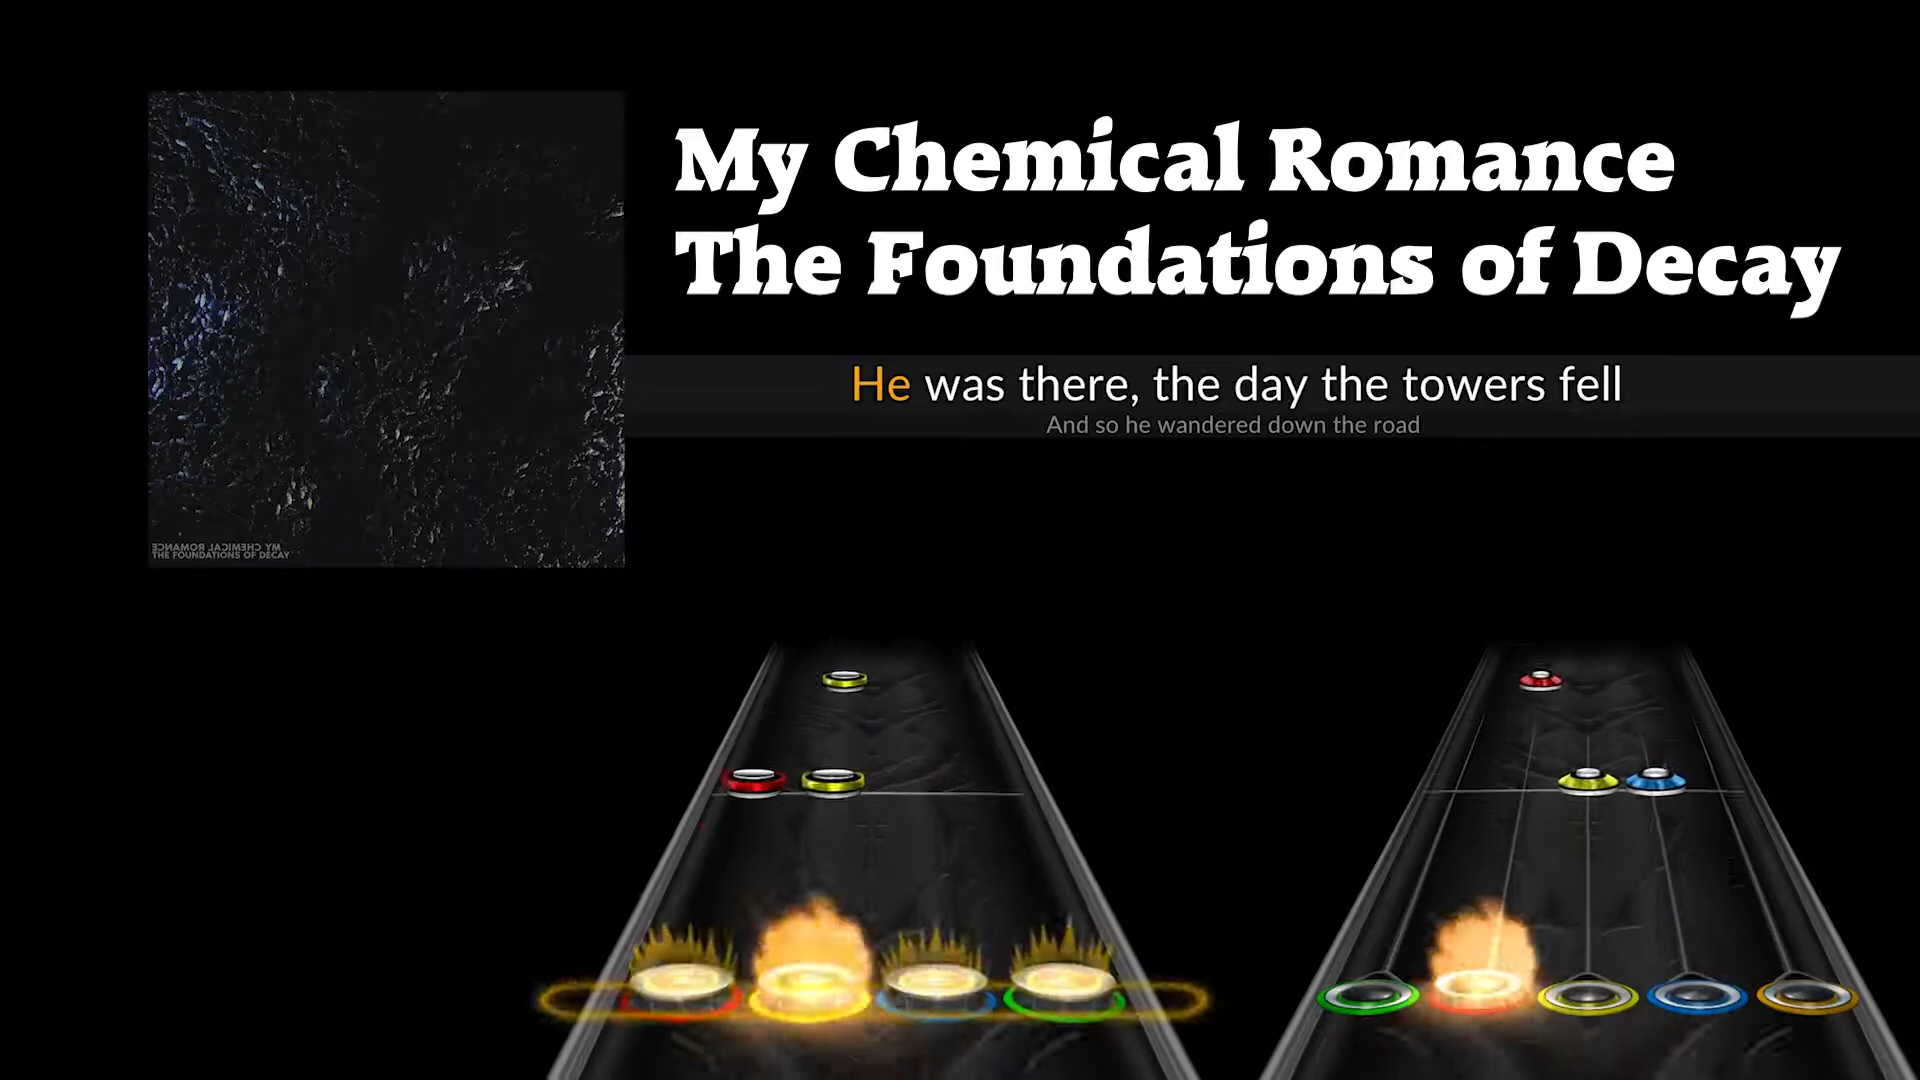 My Chemical Romance
The Foundations of Decay
He was there, the day the towers fell
And so he wandered down the road
MY CHEMICAL ROMANCE
THE FOUNDATIONS OF DECAY